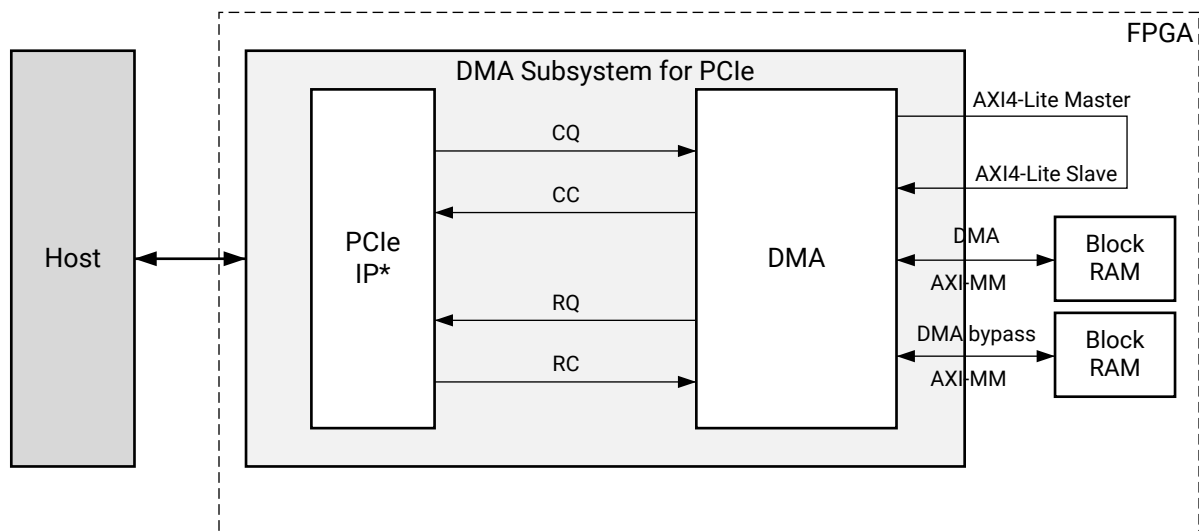 FPGA
DMA Subsystem for PCIe
AXI4-Lite Master
CQ
AXI4-Lite Slave
CC
PCIe
IP*
DMA
Host
DMA
AXI-MM
Block
RAM
RQ
DMA bypass
AXI-MM
Block
RAM
RC